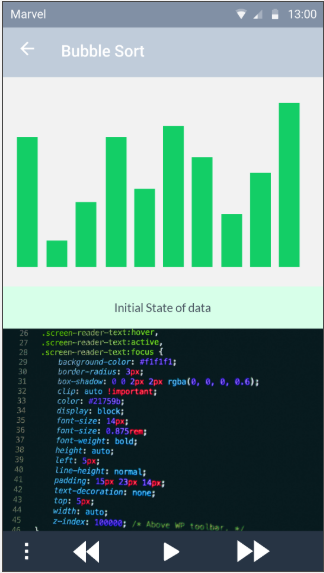 Marvel 13:00
Bubble Sort
Initial State of data
26 .screen-reader-text:hover,
27 .screen-reader-text:active,
28 .screen-reader-text:focus {
29 background-color: #f1f1f1;
30 border-radius: 3px;
31 box-shadow: 0 0 2px 2px rgba(0, 0, 0, 0.6);
32 clip: auto !important;
33 color: #21759b;
34 display: block;
35 font-size: 14px;
36 font-size: 0.875rem;
37 font-weight: bold;
38 height: auto;
39 left: 5px;
40 line-height: normal;
41 padding: 15px 23px 14px;
42 text-decoration: none;
43 top: 5px;
44 width: auto;
45 z-index: 100000; /* Above WP toolbar. */
46 }